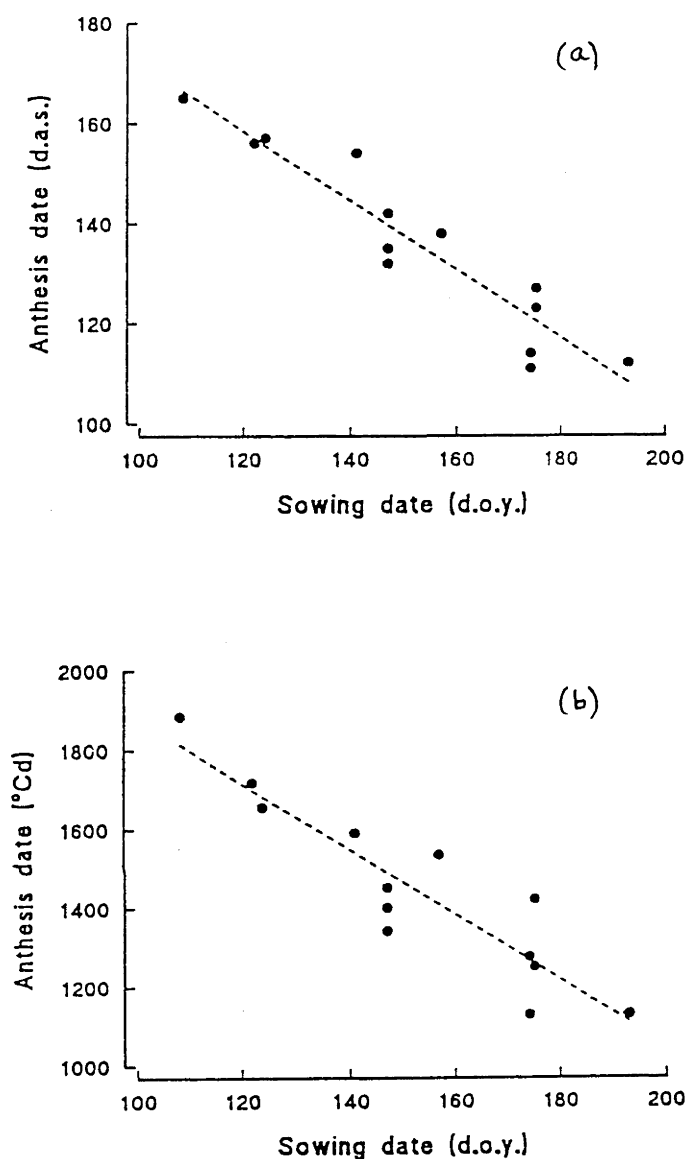 (a)
Anthesis date (d.a.s.)
180
160
140
120
100
100 120 140 160 180 200
Sowing date (d.o.y.)
(b)
Anthesis date (°Cd)
2000
1800
1600
1400
1200
1000
100 120 140 160 180 200
Sowing date (d.o.y.)